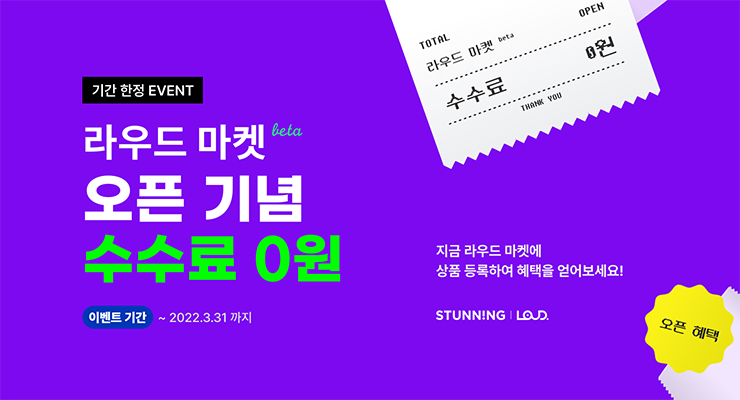 TOTAL OPEN
라우드 마켓 beta
수수료 0원
THANK YOU
기간 한정 EVENT
라우드 마켓 beta
오픈 기념
수수료 0원
이벤트 기간 ~ 2022.3.31 까지
지금 라우드 마켓에
상품 등록하여 혜택을 얻어보세요!
STUNN!NG | LOUD.
오픈 혜택